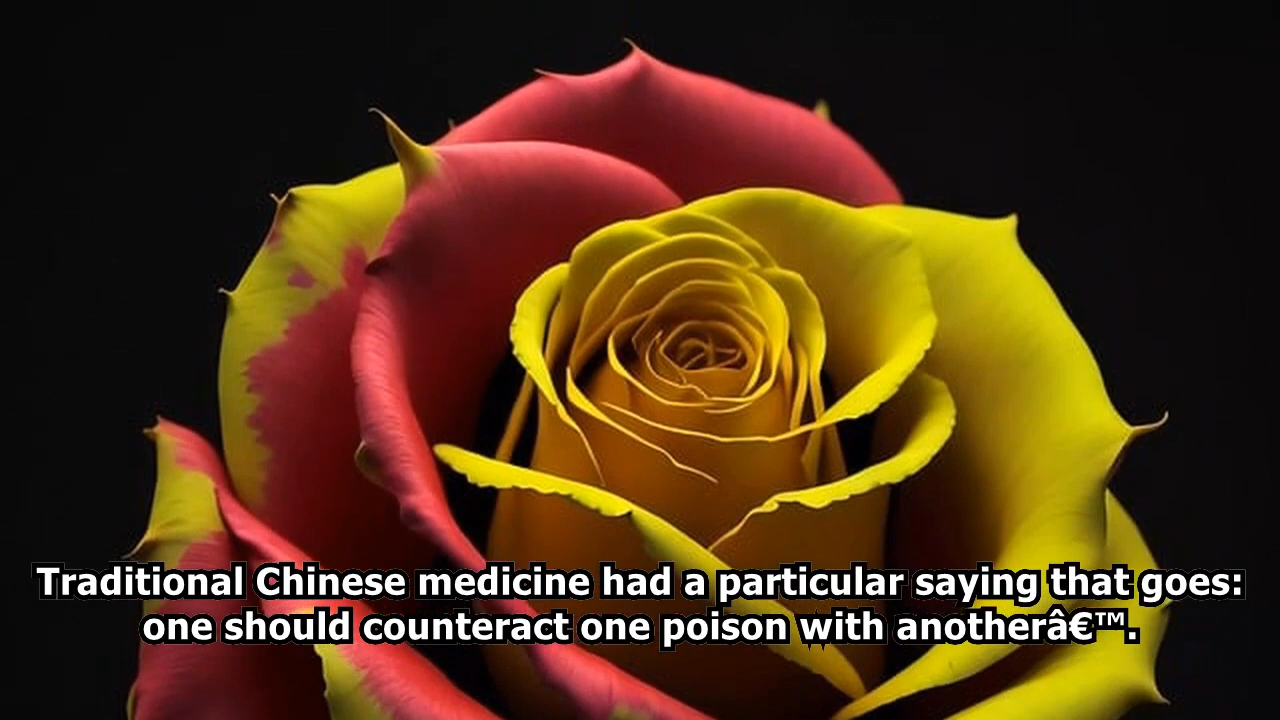 Traditional Chinese medicine had a particular saying that goes:
one should counteract one poison with anotherâ€™.